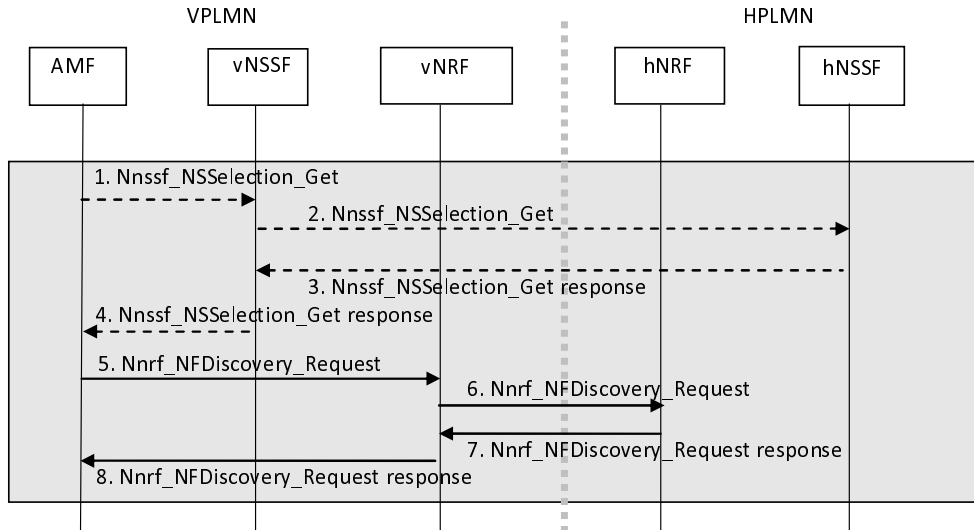 VPLMN
HPLMN
AMF
vNSSF
vNRF
hNRF
hNSSF
1. Nnssf_NSSelection_Get
2. Nnssf_NSSelection_Get
3. Nnssf_NSSelection_Get response
4. Nnssf_NSSelection_Get response
5. Nnrf_NFDiscovery_Request
6. Nnrf_NFDiscovery_Request
7. Nnrf_NFDiscovery_Request response
8. Nnrf_NFDiscovery_Request response